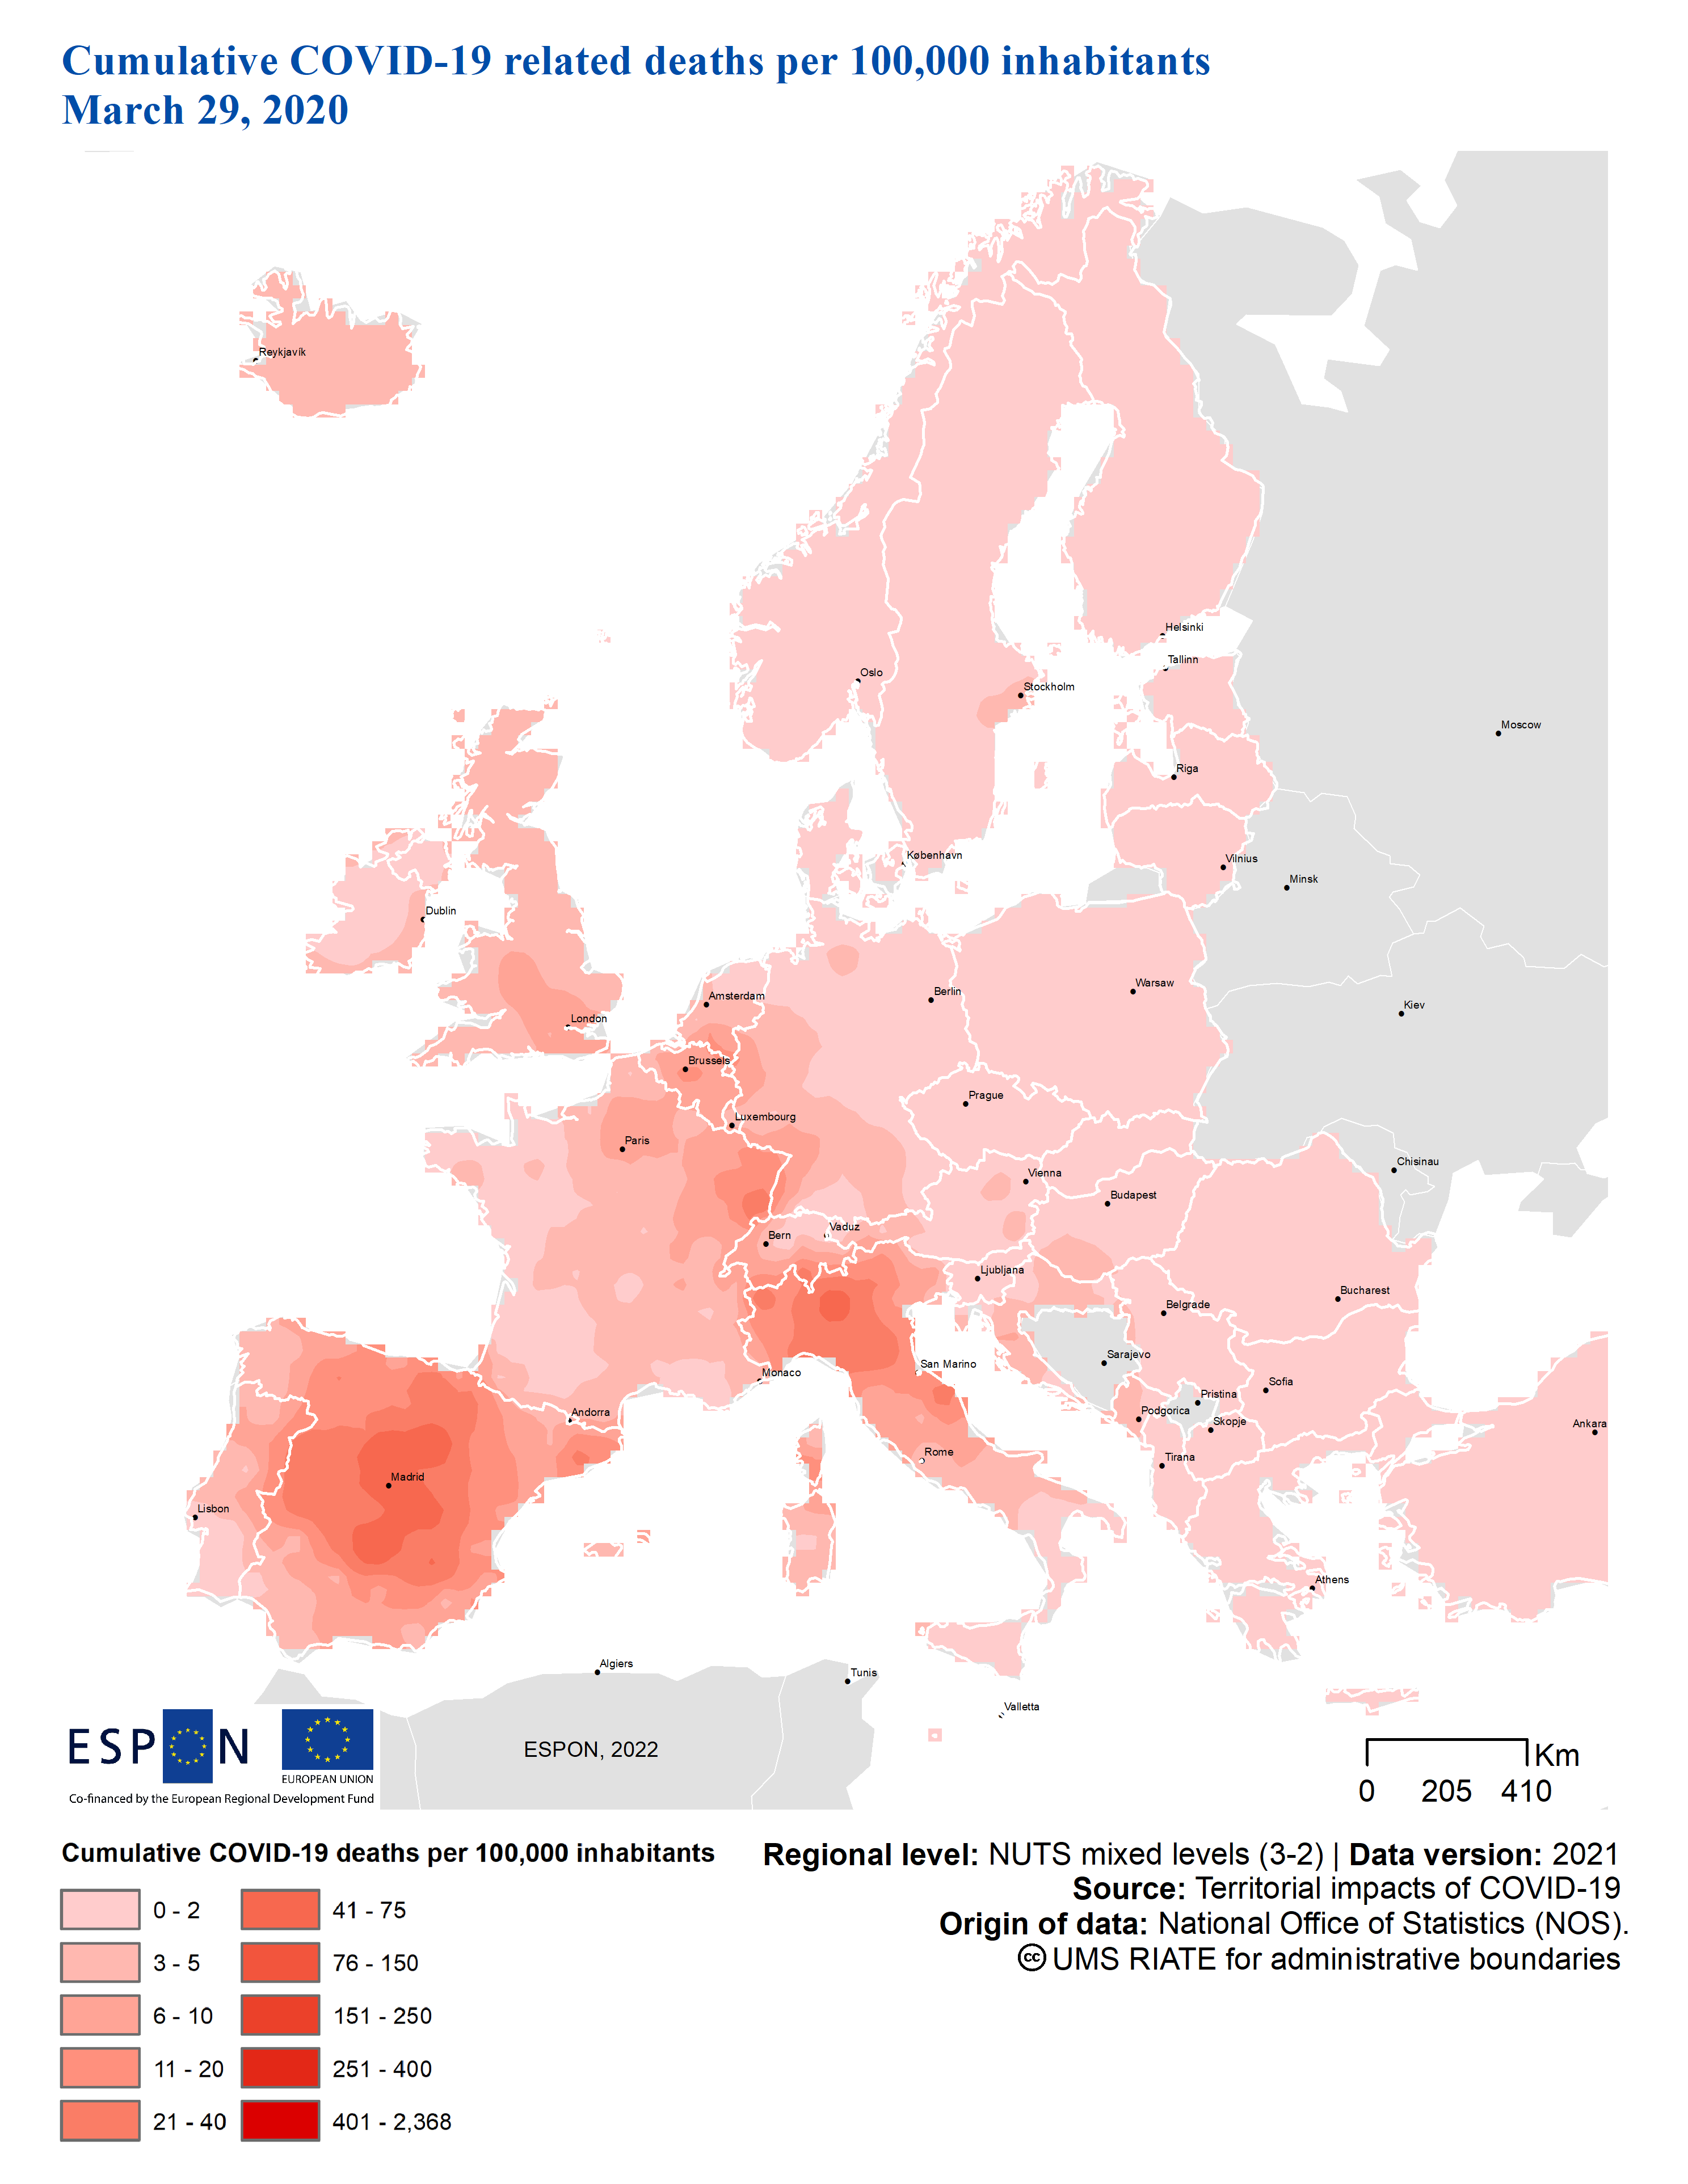 Cumulative COVID-19 related deaths per 100,000 inhabitants
March 29, 2020
Reykjavík
Helsinki
Tallinn
Oslo
Stockholm
Moscow
Riga
København
Vilnius
Minsk
Dublin
Amsterdam
Berlin
Warsaw
Kiev
London
Brussels
Prague
Luxembourg
Paris
Chisinau
Vienna
Budapest
Vaduz
Bern
Ljubljana
Bucharest
Belgrade
Sarajevo
San Marino
Monaco
Sofia
Pristina
Andorra
Podgorica
Skopje
Ankara
Rome
Tirana
Madrid
Lisbon
Athens
Algiers
Tunis
Valletta
ESPON
EUROPEAN UNION
Co-financed by the European Regional Development Fund
ESPON, 2022
Km
0 205 410
Cumulative COVID-19 deaths per 100,000 inhabitants
0 - 2
3 - 5
6 - 10
11 - 20
21 - 40
41 - 75
76 - 150
151 - 250
251 - 400
401 - 2,368
Regional level: NUTS mixed levels (3-2) | Data version: 2021
Source: Territorial impacts of COVID-19
Origin of data: National Office of Statistics (NOS).
cc UMS RIATE for administrative boundaries